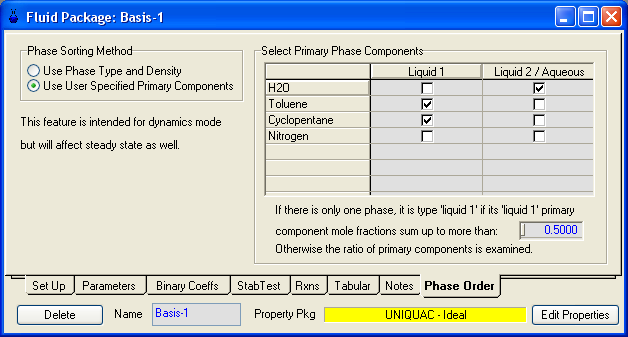 Fluid Package: Basis-1
Phase Sorting Method
Use Phase Type and Density
Use User Specified Primary Components
This feature is intended for dynamics mode
but will affect steady state as well.
Select Primary Phase Components
Liquid 1 Liquid 2 / Aqueous
H2O
Toluene
Cyclopentane
Nitrogen
If there is only one phase, it is type 'liquid 1' if its 'liquid 1' primary
component mole fractions sum up to more than: 0.5000
Otherwise the ratio of primary components is examined.
Set Up Parameters Binary Coeffs StabTest Rxns Tabular Notes Phase Order
Delete Name Basis-1 Property Pkg UNIQUAC - Ideal Edit Properties